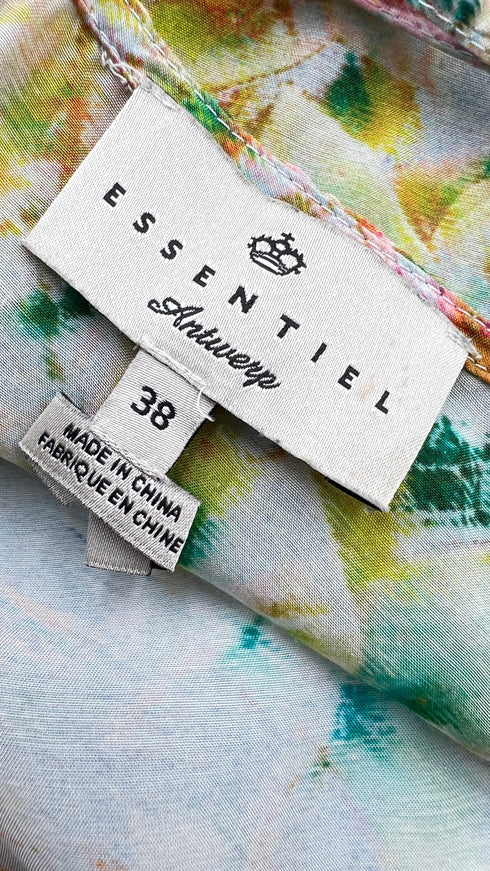 ESSENTIEL
Antwerp
38
MADE IN CHINA
FABRIQUE EN CHINE